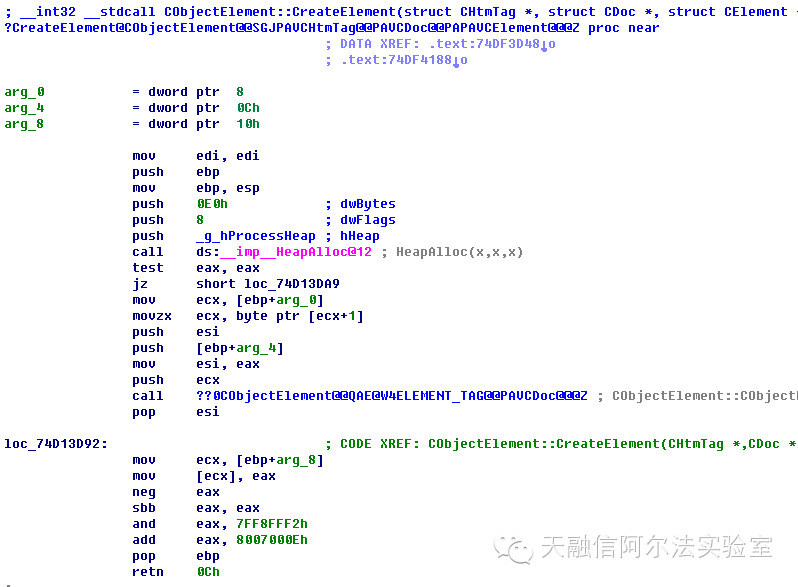 ; __int32 __stdcall CObjectElement::CreateElement(struct CHtmTag *, struct CDoc *, struct CElement
?CreateElement@CObjectElement@@SGJPAVCHtmTag@@PAVCDoc@@PAPAVCElement@@@Z proc near
; DATA XREF: .text:74DF3D48↓o
; .text:74DF4188↓o
arg_0 = dword ptr 8
arg_4 = dword ptr 0Ch
arg_8 = dword ptr 10h
mov edi, edi
push ebp
mov ebp, esp
push 0E0h ; dwBytes
push 8 ; dwFlags
push _g_hProcessHeap ; hHeap
call ds:__imp__HeapAlloc@12 ; HeapAlloc(x,x,x)
test eax, eax
jz short loc_74D13DA9
mov ecx, [ebp+arg_0]
movzx ecx, byte ptr [ecx+1]
push esi
push [ebp+arg_4]
mov esi, eax
push ecx
call ??0CObjectElement@@QAE@W4ELEMENT_TAG@@PAVCDoc@@@Z ; CObjectElement::CObject
pop esi
loc_74D13D92: ; CODE XREF: CObjectElement::CreateElement(CHtmTag *,CDoc *
mov ecx, [ebp+arg_8]
mov [ecx], eax
neg eax
sbb eax, eax
and eax, 7FF8FFF2h
add eax, 8007000Eh
pop ebp
retn 0Ch
天融信阿尔法实验室